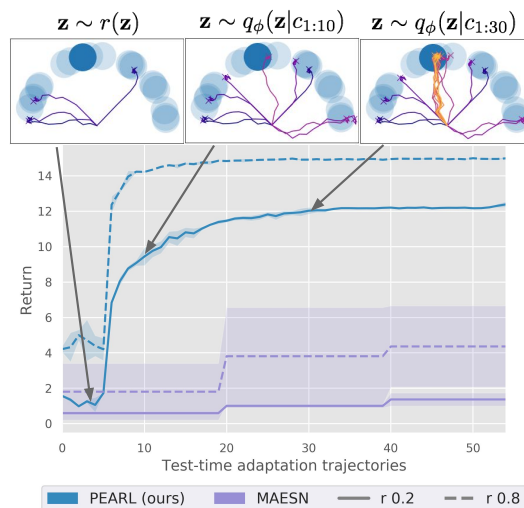 z ∼ r(z)
z ∼ qϕ(z|c1:10)
z ∼ qϕ(z|c1:30)
14
12
10
8
6
4
2
0
Return
0 10 20 30 40 50
Test-time adaptation trajectories
PEARL (ours) MAESN r 0.2 r 0.8